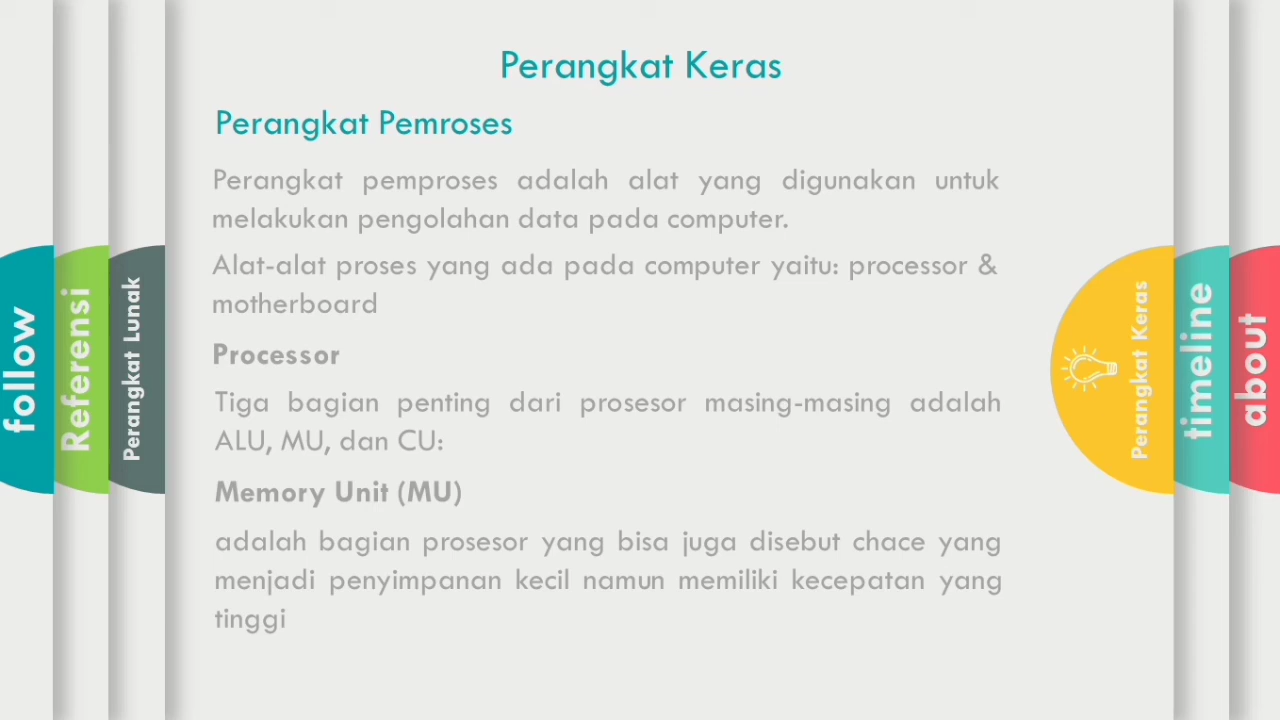 Perangkat Keras
Perangkat Pemroses
Perangkat pemproses adalah alat yang digunakan untuk
melakukan pengolahan data pada computer.
Alat-alat proses yang ada pada computer yaitu: processor &
motherboard
Processor
Tiga bagian penting dari prosesor masing-masing adalah
ALU, MU, dan CU:
Memory Unit (MU)
adalah bagian prosesor yang bisa juga disebut chace yang
menjadi penyimpanan kecil namun memiliki kecepatan yang
tinggi
follow
Referensi
Perangkat Lunak
Perangkat Keras
timeline
about